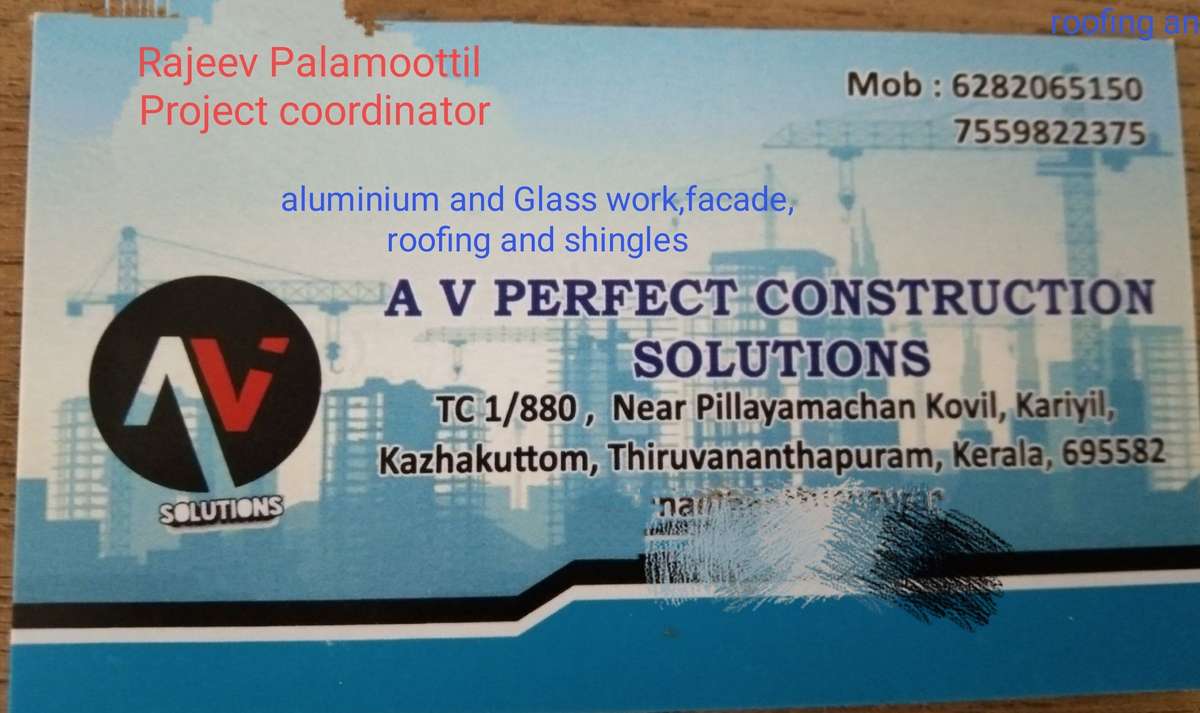 roofing an
Rajeev Palamoottil
Project coordinator
Mob : 6282065150
7559822375
aluminium and Glass work,facade,
roofing and shingles
A V PERFECT CONSTRUCTION
SOLUTIONS
AV
SOLUTIONS
TC 1/880 , Near Pillayamachan Kovil, Kariyil,
Kazhakuttom, Thiruvananthapuram, Kerala, 695582